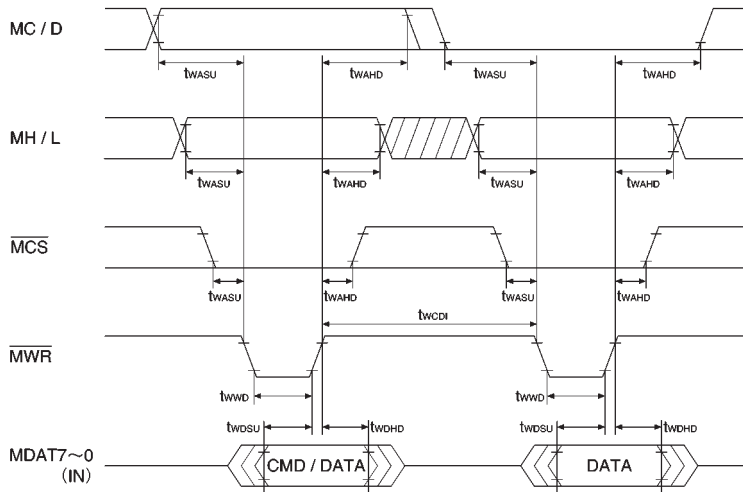 MC / D
tWASU tWAHD tWASU tWAHD
MH / L
tWASU tWAHD tWASU tWAHD
MCS
tWASU tWAHD tWASU tWAHD
tWCDI
MWR
tWWD tWWD
tWDSU tWDHD tWDSU tWDHD
MDAT7～0
(IN)
CMD / DATA DATA